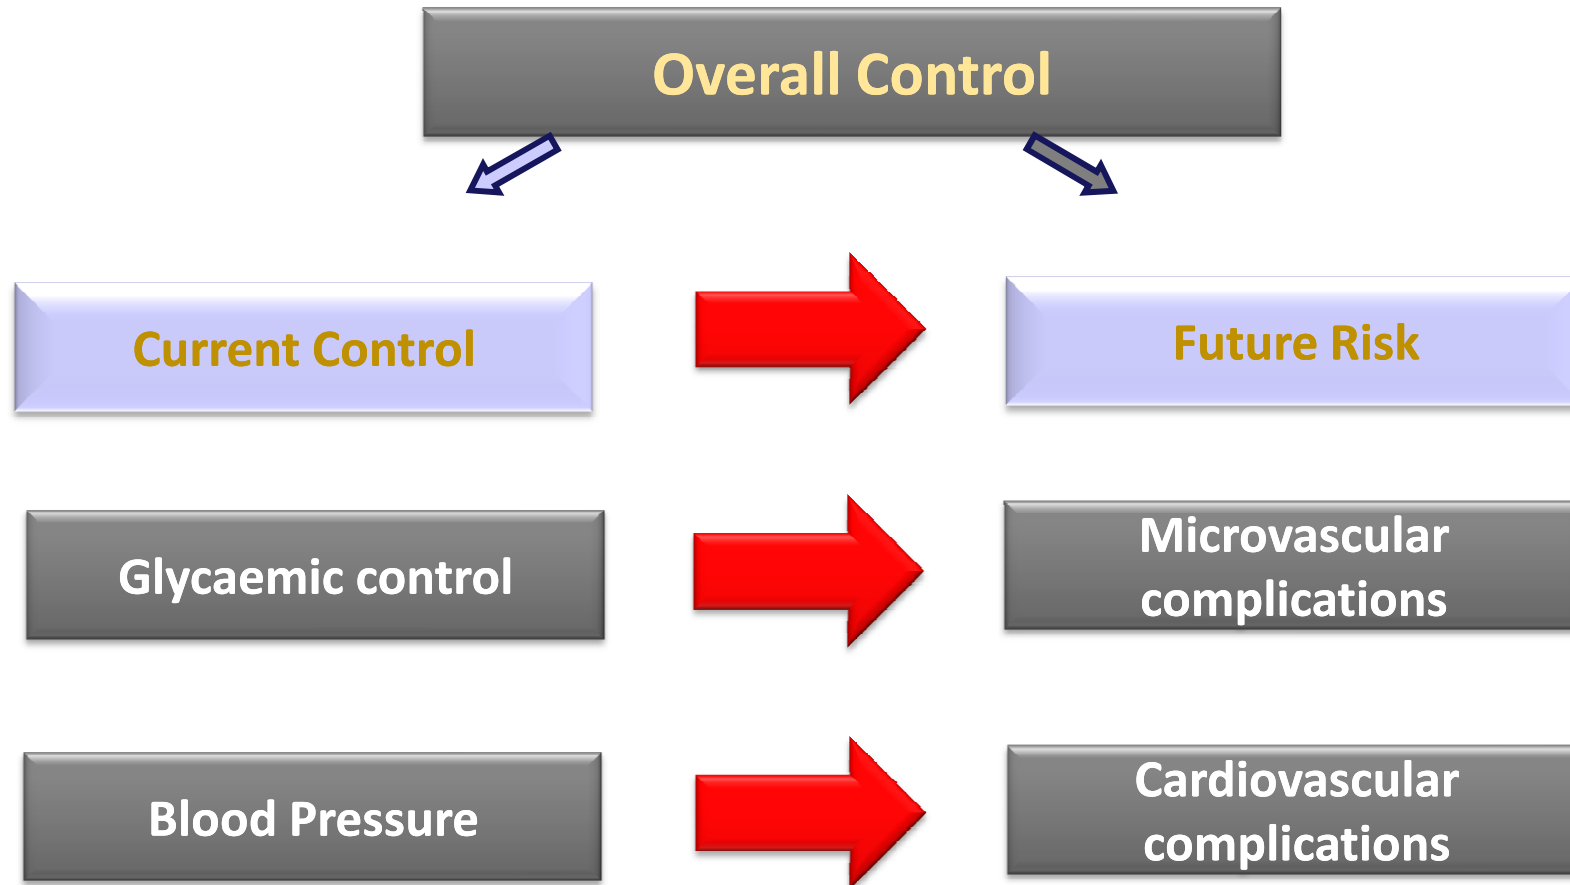 Overall Control
Current Control
Future Risk
Glycaemic control
Microvascular
complications
Blood Pressure
Cardiovascular
complications